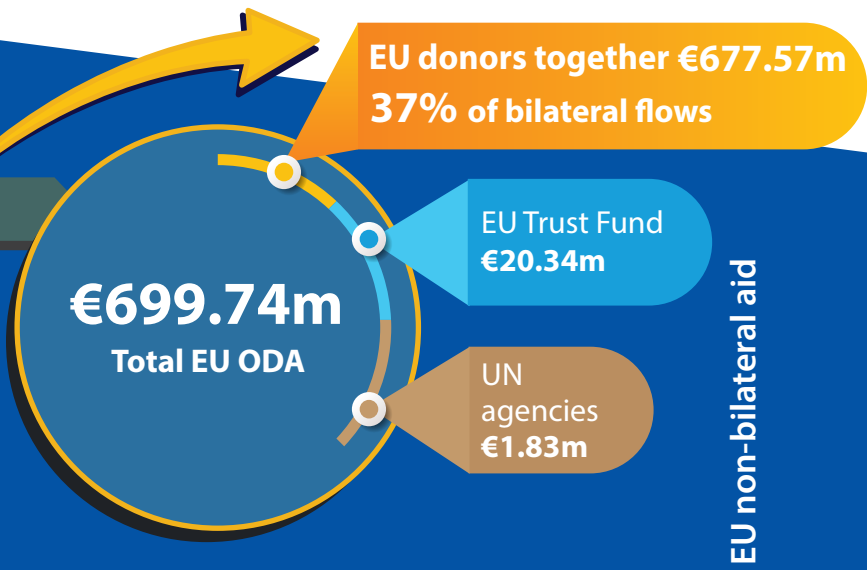 EU donors together €677.57m
37% of bilateral flows
EU Trust Fund
€20.34m
€699.74m
Total EU ODA
UN
agencies
€1.83m
EU non-bilateral aid